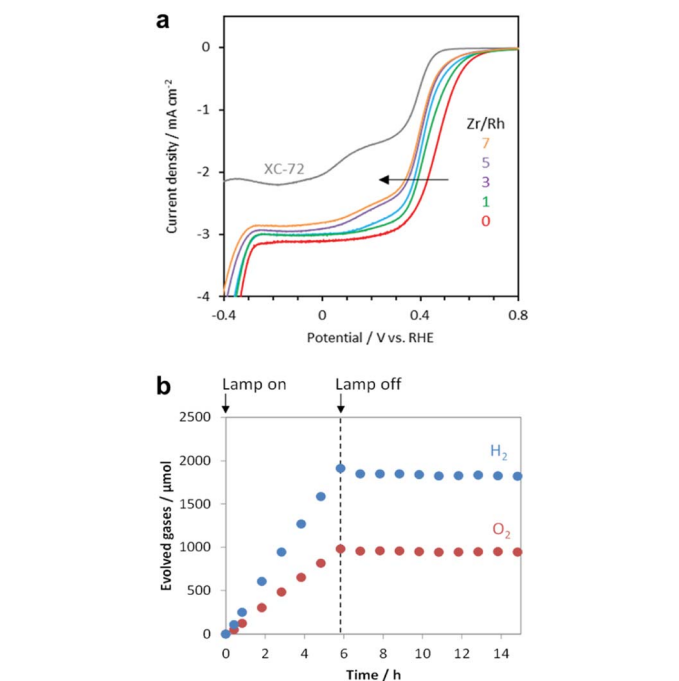 a
0
-1
-2
-3
-4
Current density / mA cm⁻²
XC-72
Zr/Rh
7
5
3
1
0
-0.4 0 0.4 0.8
Potential / V vs. RHE
b
Lamp on Lamp off
2500
2000
1500
1000
500
0
Evolved gases / μmol
H₂
O₂
0 2 4 6 8 10 12 14
Time / h